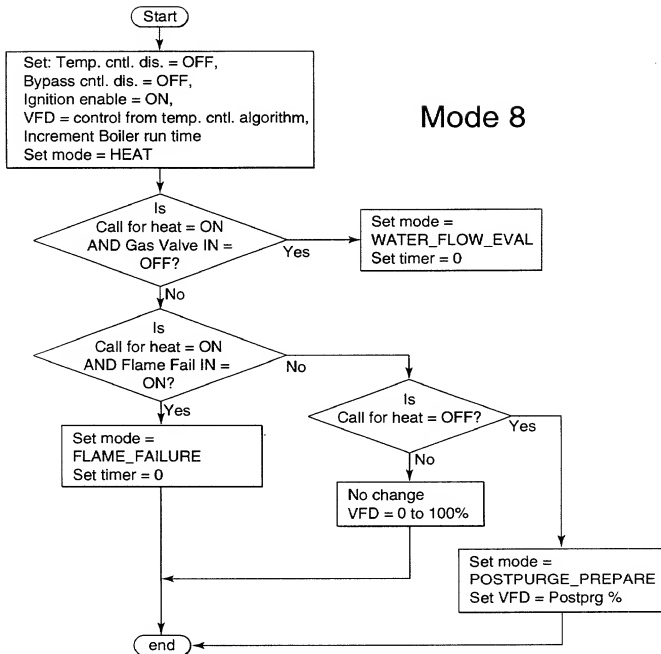 Start
Set: Temp. cntl. dis. = OFF,
Bypass cntl. dis. = OFF,
Ignition enable = ON,
VFD = control from temp. cntl. algorithm,
Increment Boiler run time
Set mode = HEAT
Mode 8
Is
Call for heat = ON
AND Gas Valve IN =
OFF?
Yes
Set mode =
WATER_FLOW_EVAL
Set timer = 0
No
Is
Call for heat = ON
AND Flame Fail IN =
ON?
No
Yes
Is
Call for heat = OFF?
Yes
No
Set mode =
FLAME_FAILURE
Set timer = 0
No change
VFD = 0 to 100%
Set mode =
POSTPURGE_PREPARE
Set VFD = Postprg %
end